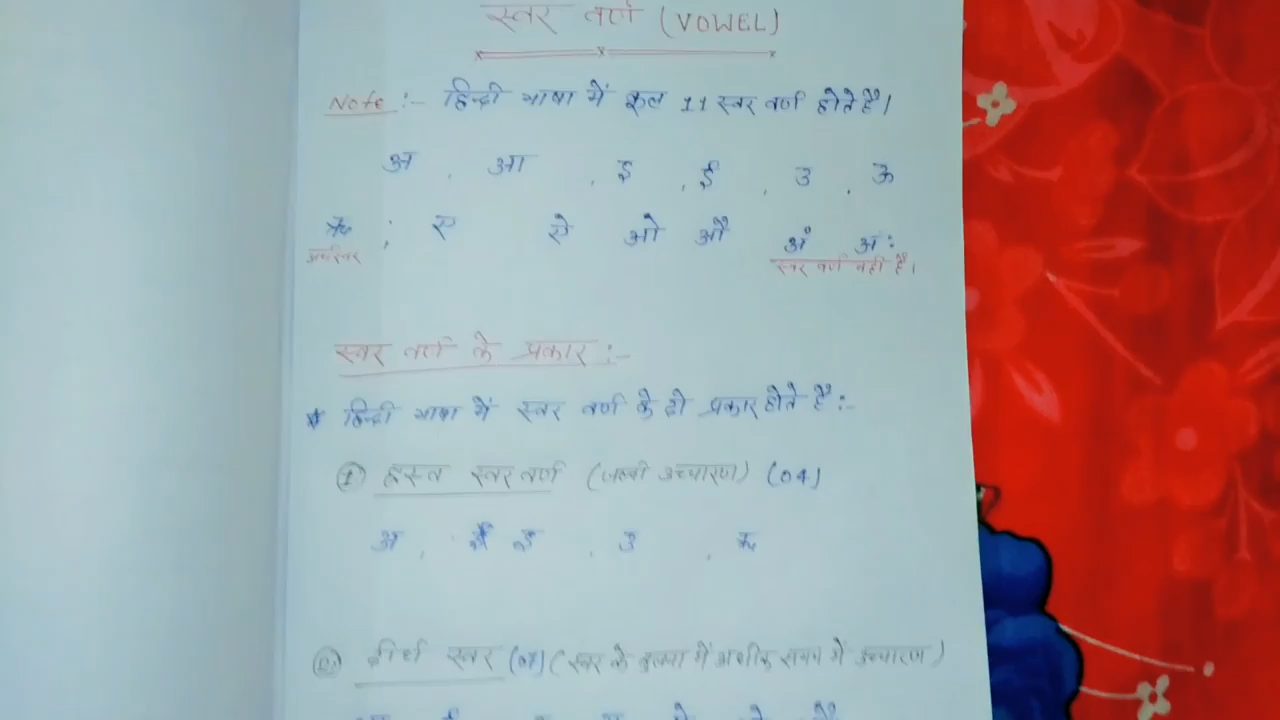 स्वर वर्ण (VOWEL)
Note :- हिन्दी भाषा में कुल 11 स्वर वर्ण होते है।
अ , आ , इ , ई , उ , ऊ
ऋ ; ए ऐ ओ औ अं अः
अर्धस्वर स्वर वर्ण नहीं है।
स्वर वर्ण के प्रकार :-
* हिन्दी भाषा में स्वर वर्ण के दो प्रकार होते है :-
① ह्रस्व स्वर वर्ण (जल्दी उच्चारण) (04)
अ , इ , उ , ऋ
② दीर्घ स्वर (07) (स्वर के तुलना में अधिक समय में उच्चारण)